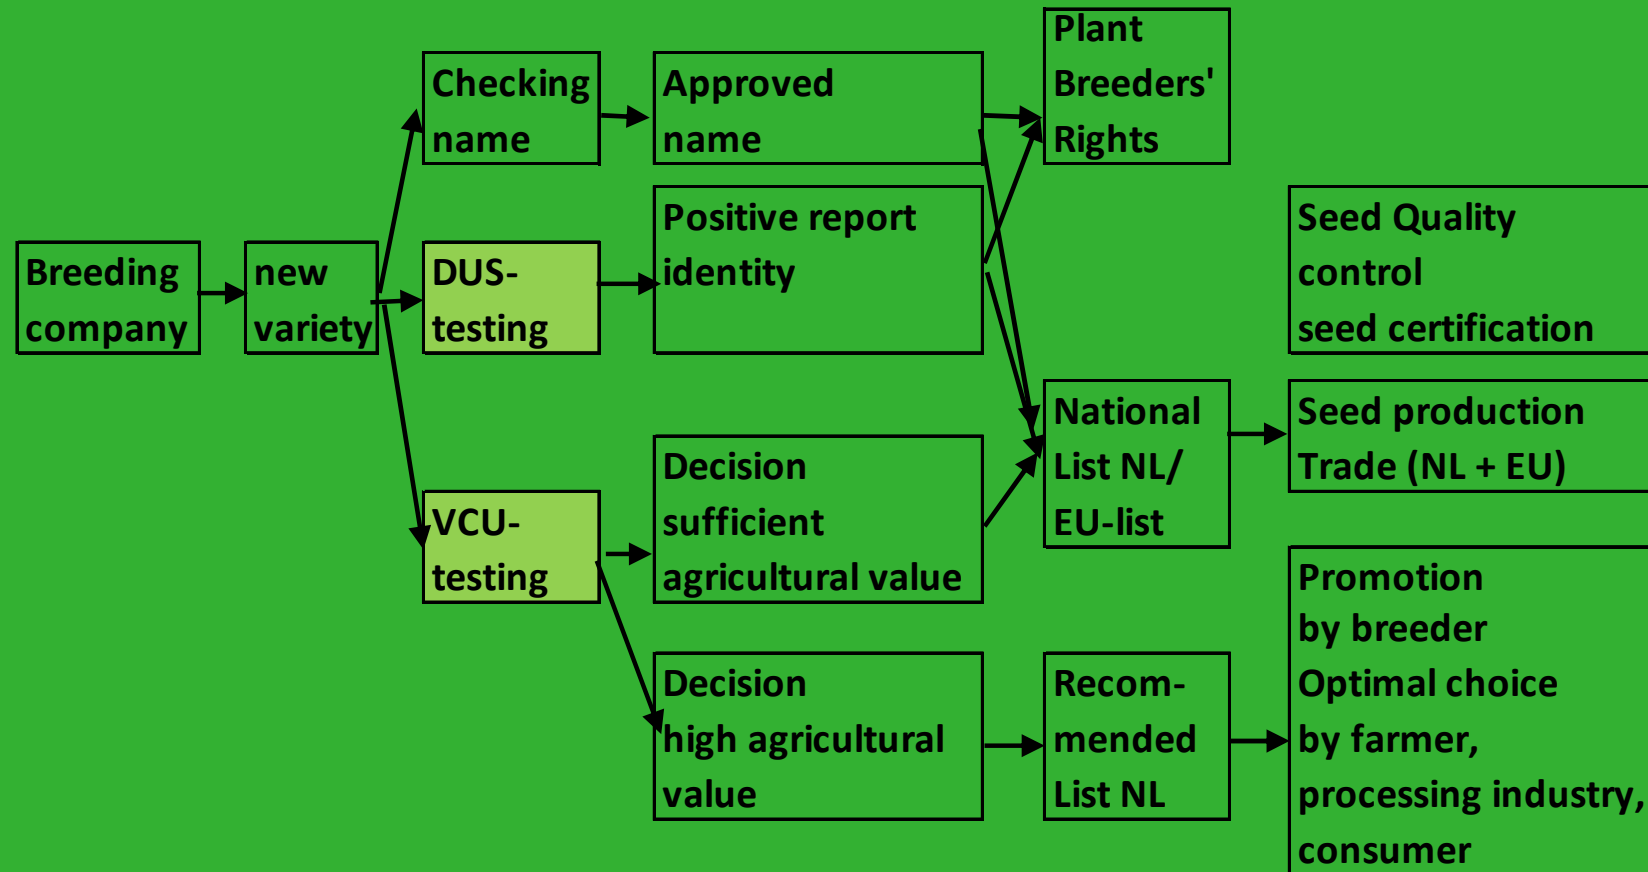 Breeding
company
new
variety
Checking
name
DUS-
testing
VCU-
testing
Approved
name
Positive report
identity
Decision
sufficient
agricultural value
Decision
high agricultural
value
Plant
Breeders'
Rights
National
List NL/
EU-list
Recom-
mended
List NL
Seed Quality
control
seed certification
Seed production
Trade (NL + EU)
Promotion
by breeder
Optimal choice
by farmer,
processing industry,
consumer